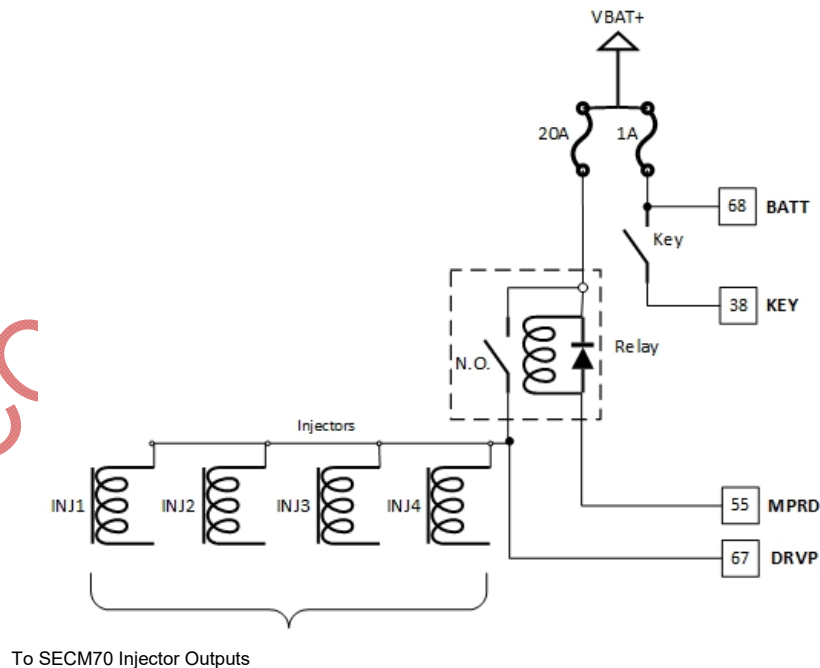 VBAT+
20A
1A
68 BATT
Key
38 KEY
Relay
N.O.
Injectors
INJ1
INJ2
INJ3
INJ4
55 MPRD
67 DRVP
To SECM70 Injector Outputs